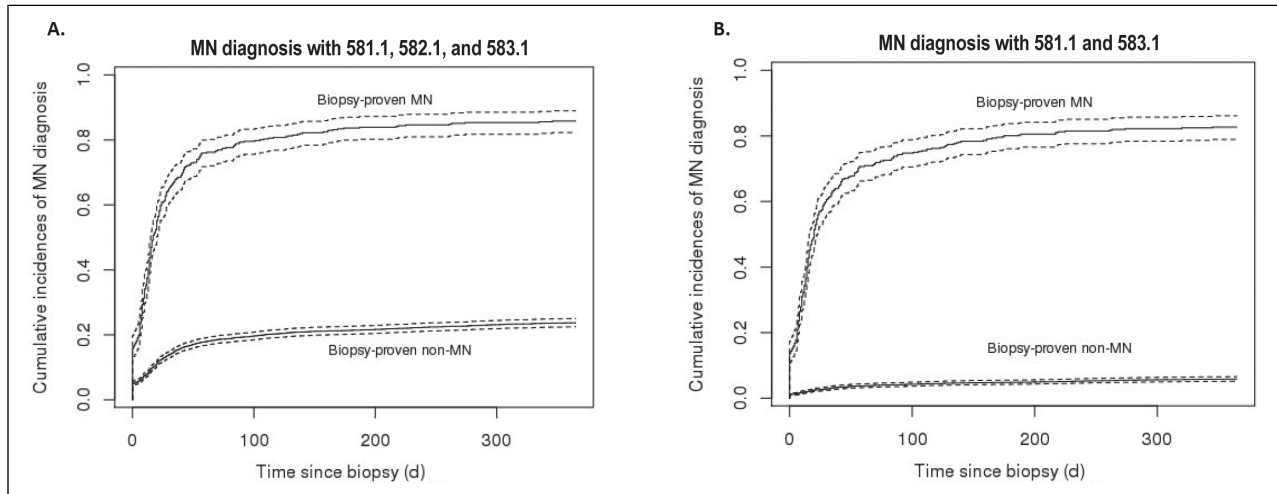 A.
MN diagnosis with 581.1, 582.1, and 583.1
Cumulative incidences of MN diagnosis
1.0
0.8
0.6
0.4
0.2
0.0
Biopsy-proven MN
Biopsy-proven non-MN
0 100 200 300
Time since biopsy (d)
B.
MN diagnosis with 581.1 and 583.1
Cumulative incidences of MN diagnosis
1.0
0.8
0.6
0.4
0.2
0.0
Biopsy-proven MN
Biopsy-proven non-MN
0 100 200 300
Time since biopsy (d)